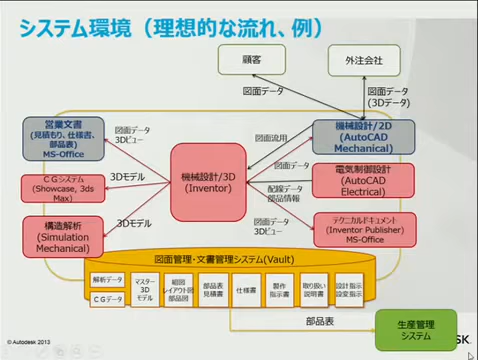 システム環境（理想的な流れ、例）
顧客
外注会社
図面データ
図面データ
(3Dデータ)
営業文書
(見積もり、仕様書、
部品表)
MS-Office
図面データ
3Dビュー
図面流用
機械設計/2D
(AutoCAD
Mechanical)
機械設計/3D
(Inventor)
図面データ
電気制御設計
(AutoCAD
Electrical)
ＣＧシステム
(Showcase, 3ds
Max)
3Dモデル
配線データ
部品情報
構造解析
(Simulation
Mechanical)
3Dモデル
図面データ
3Dビュー
テクニカルドキュメント
(Inventor Publisher)
MS-Office
図面管理・文書管理システム(Vault)
解析データ
ＣＧデータ
マスター
3D
モデル
組図
レイアウト図
部品図
部品表
見積書
仕様書
製作
指示書
取り扱い
説明書
設計指示
設変指示
部品表
生産管理
システム
© Autodesk 2013
SK.